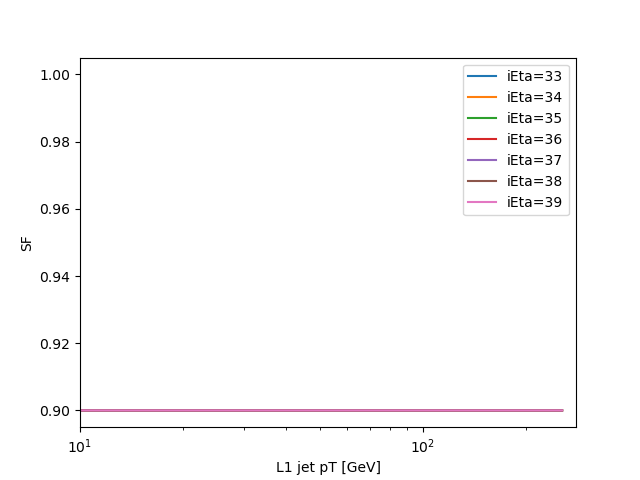 iEta=33
iEta=34
iEta=35
iEta=36
iEta=37
iEta=38
iEta=39
1.00
0.98
0.96
0.94
0.92
0.90
SF
10¹ 10²
L1 jet pT [GeV]